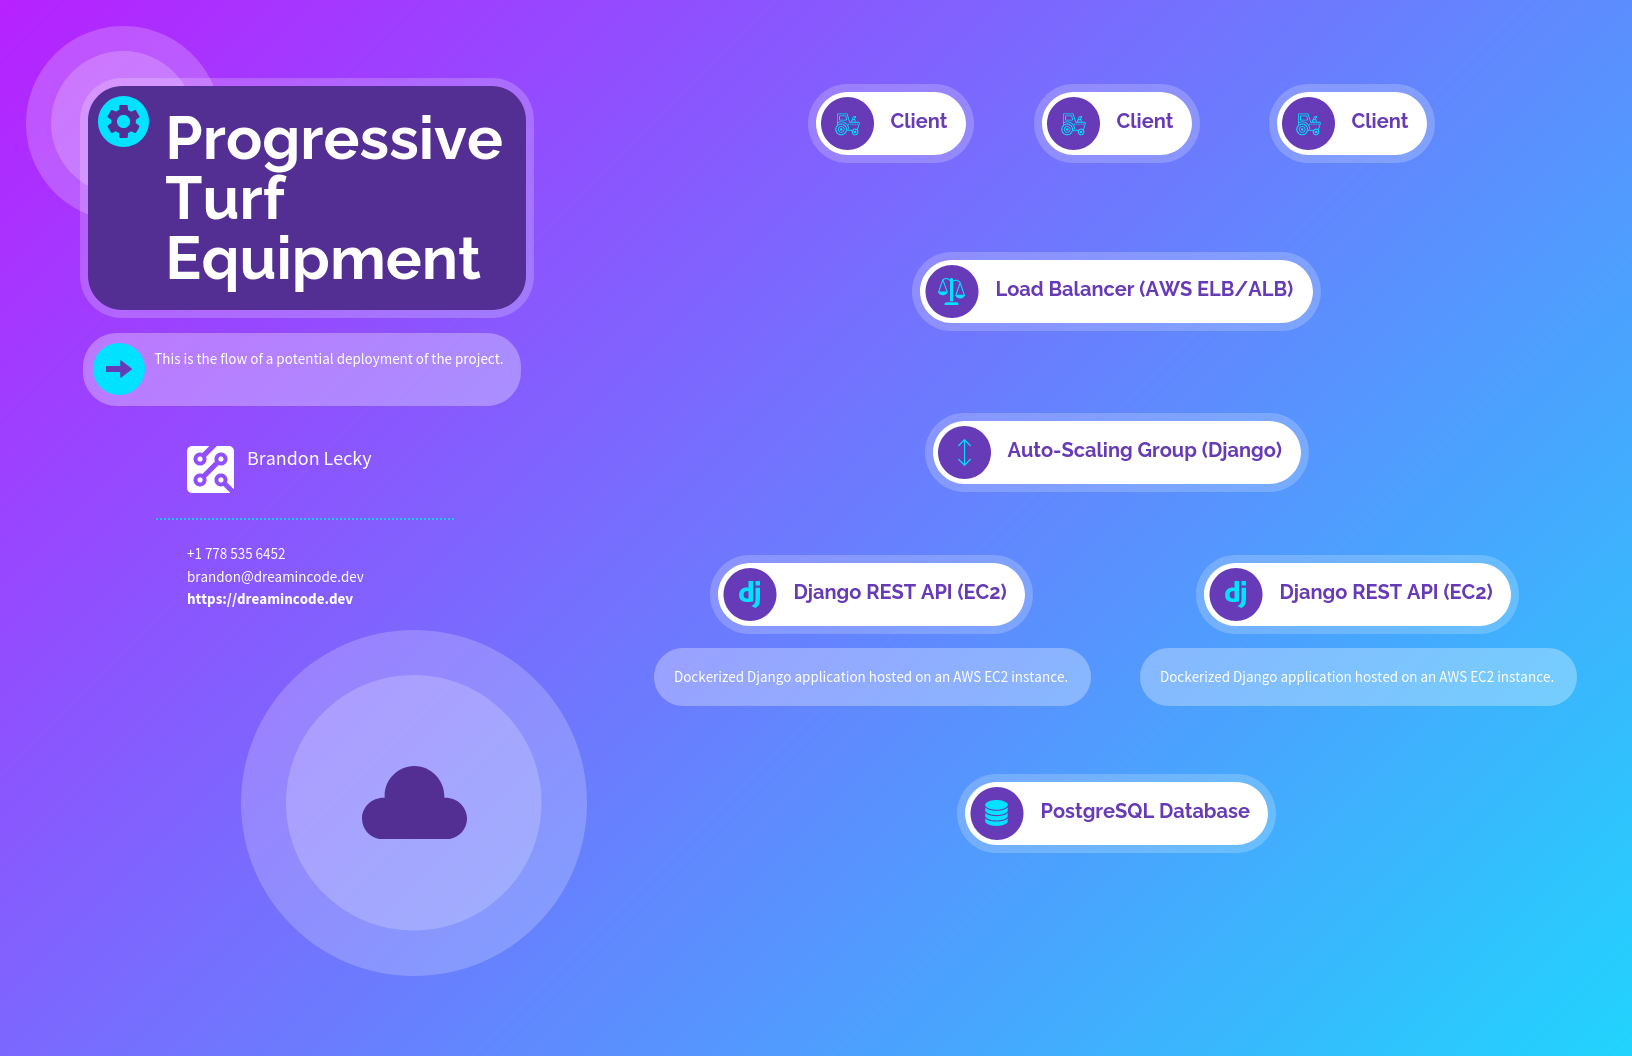 Progressive
Turf
Equipment
This is the flow of a potential deployment of the project.
Brandon Lecky
+1 778 535 6452
brandon@dreamincode.dev
https://dreamincode.dev
Client
Client
Client
Load Balancer (AWS ELB/ALB)
Auto-Scaling Group (Django)
dj
Django REST API (EC2)
dj
Django REST API (EC2)
Dockerized Django application hosted on an AWS EC2 instance.
Dockerized Django application hosted on an AWS EC2 instance.
PostgreSQL Database